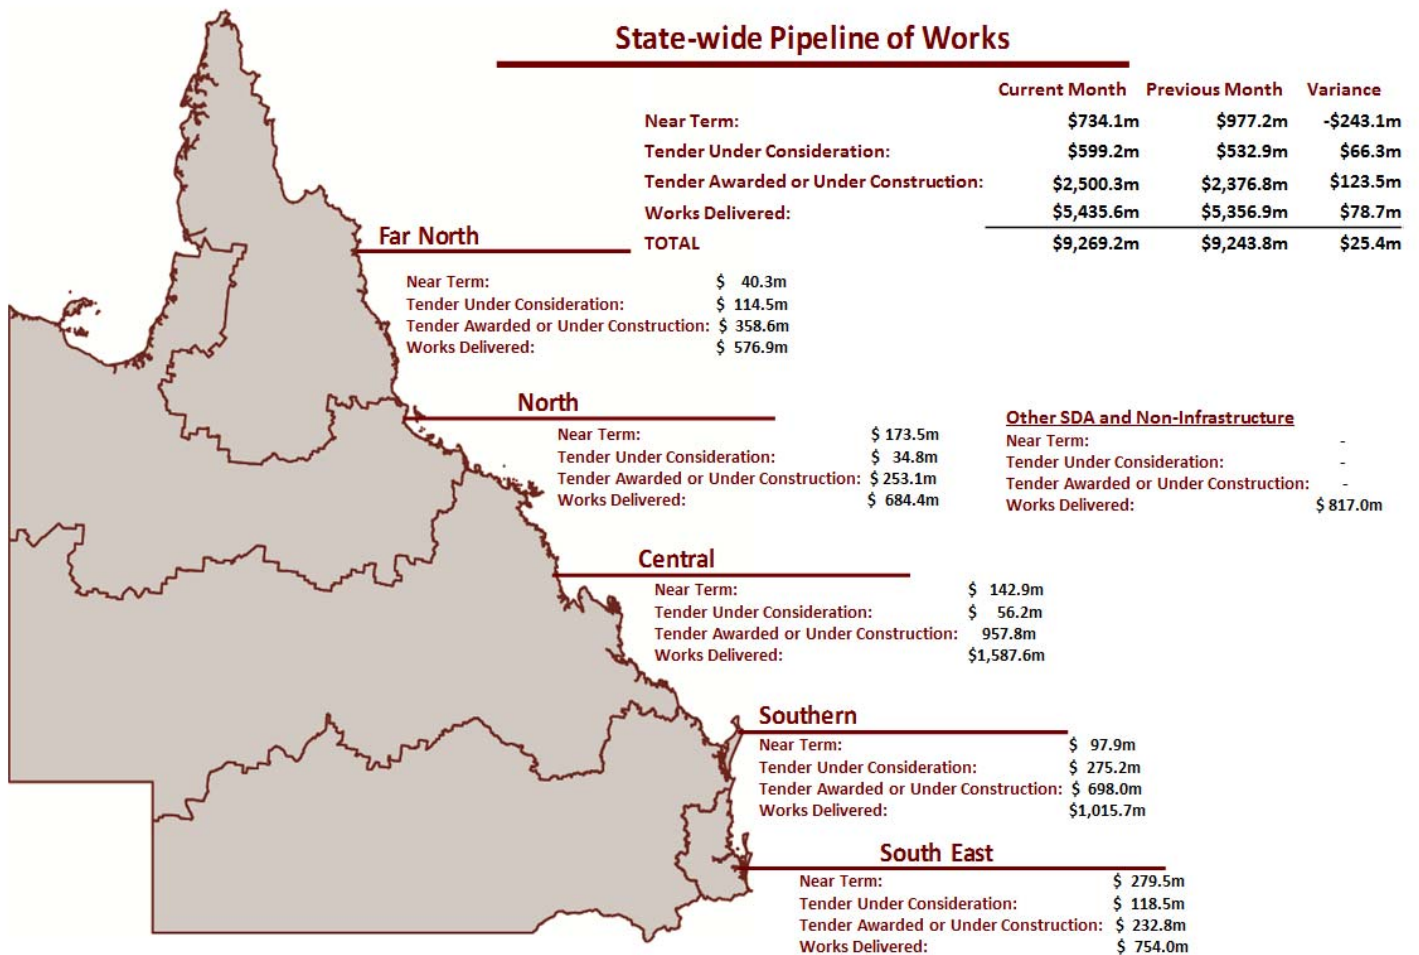 State-wide Pipeline of Works
Current Month Previous Month Variance
Near Term: $734.1m $977.2m -$243.1m
Tender Under Consideration: $599.2m $532.9m $66.3m
Tender Awarded or Under Construction: $2,500.3m $2,376.8m $123.5m
Works Delivered: $5,435.6m $5,356.9m $78.7m
TOTAL $9,269.2m $9,243.8m $25.4m
Far North
Near Term: $ 40.3m
Tender Under Consideration: $ 114.5m
Tender Awarded or Under Construction: $ 358.6m
Works Delivered: $ 576.9m
North
Near Term: $ 173.5m
Tender Under Consideration: $ 34.8m
Tender Awarded or Under Construction: $ 253.1m
Works Delivered: $ 684.4m
Other SDA and Non-Infrastructure
Near Term: -
Tender Under Consideration: -
Tender Awarded or Under Construction: -
Works Delivered: $ 817.0m
Central
Near Term: $ 142.9m
Tender Under Consideration: $ 56.2m
Tender Awarded or Under Construction: 957.8m
Works Delivered: $1,587.6m
Southern
Near Term: $ 97.9m
Tender Under Consideration: $ 275.2m
Tender Awarded or Under Construction: $ 698.0m
Works Delivered: $1,015.7m
South East
Near Term: $ 279.5m
Tender Under Consideration: $ 118.5m
Tender Awarded or Under Construction: $ 232.8m
Works Delivered: $ 754.0m